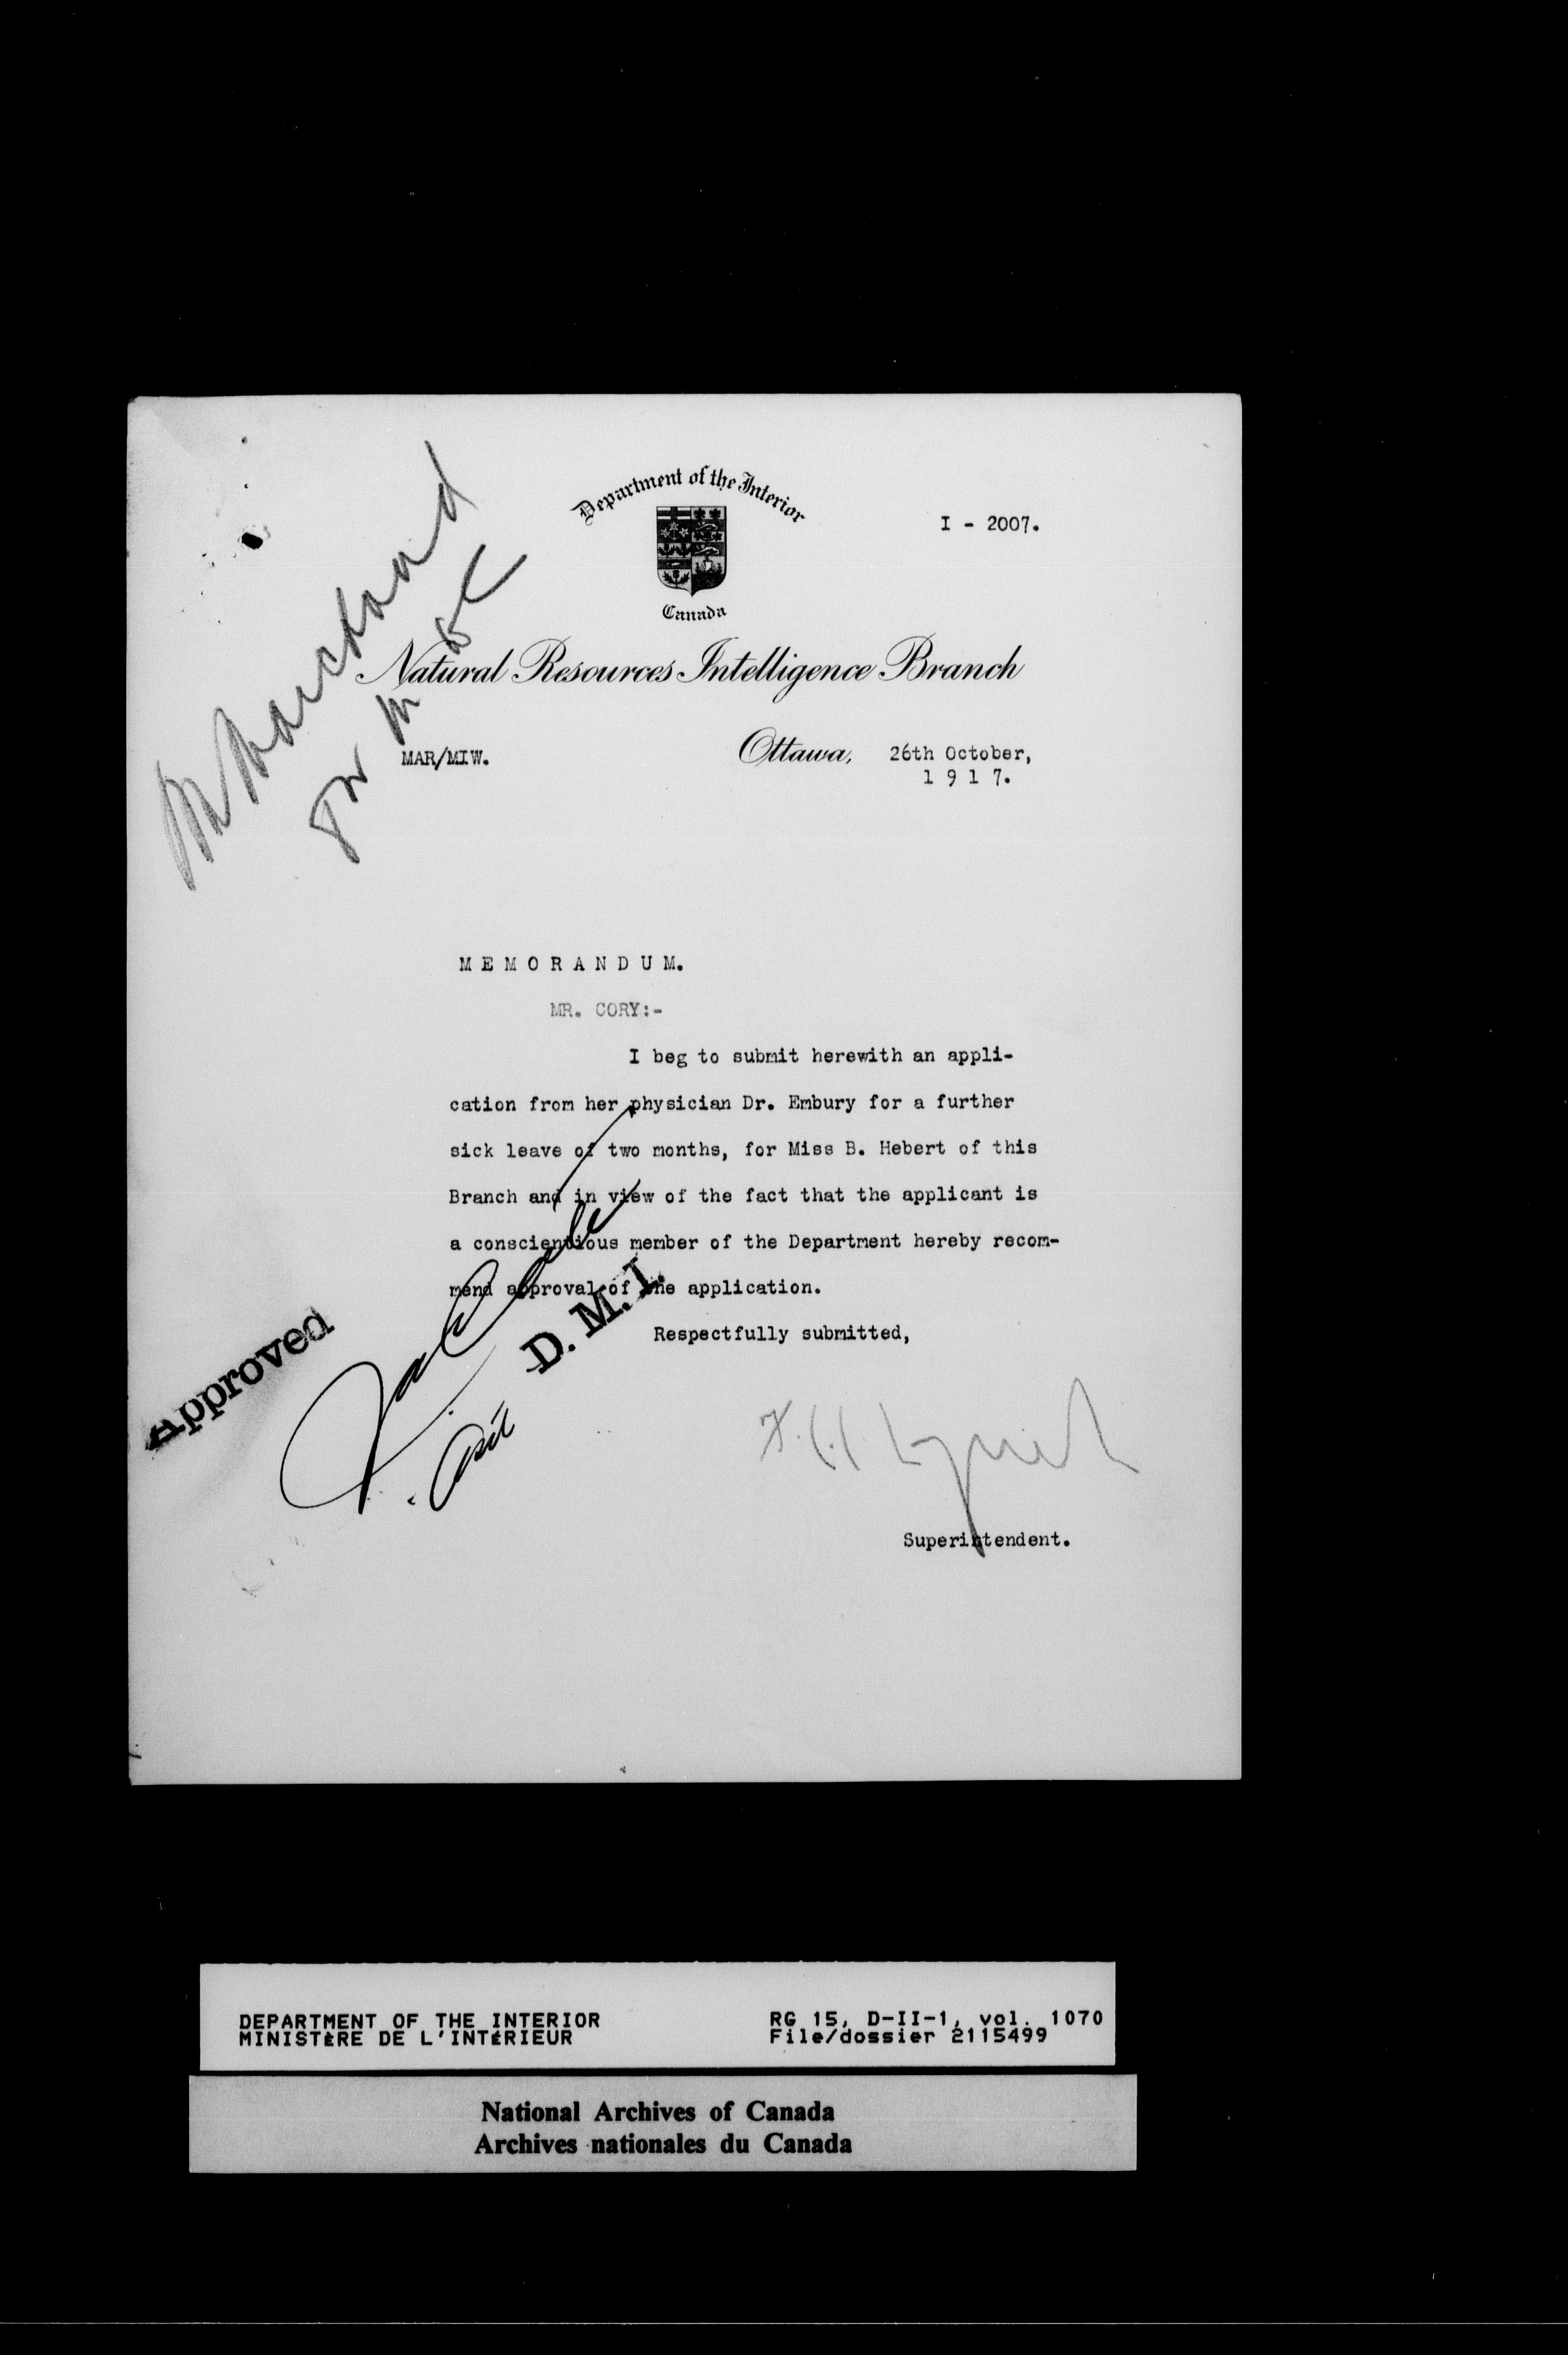 Department of the Interior
I - 2007.
Canada
Natural Resources Intelligence Branch
MAR/MIW.
Ottawa, 26th October,
1 9 1 7.
M E M O R A N D U M.
MR. CORY:-
I beg to submit herewith an appli-
cation from her physician Dr. Embury for a further
sick leave of two months, for Miss B. Hebert of this
Branch and in view of the fact that the applicant is
a conscientious member of the Department hereby recom-
mend approval of the application.
Respectfully submitted,
Approved
D. M. I.
F.C.C. Lynch
Superintendent.
DEPARTMENT OF THE INTERIOR
MINISTÈRE DE L'INTÉRIEUR
RG 15, D-II-1, vol. 1070
File/dossier 2115499
National Archives of Canada
Archives nationales du Canada